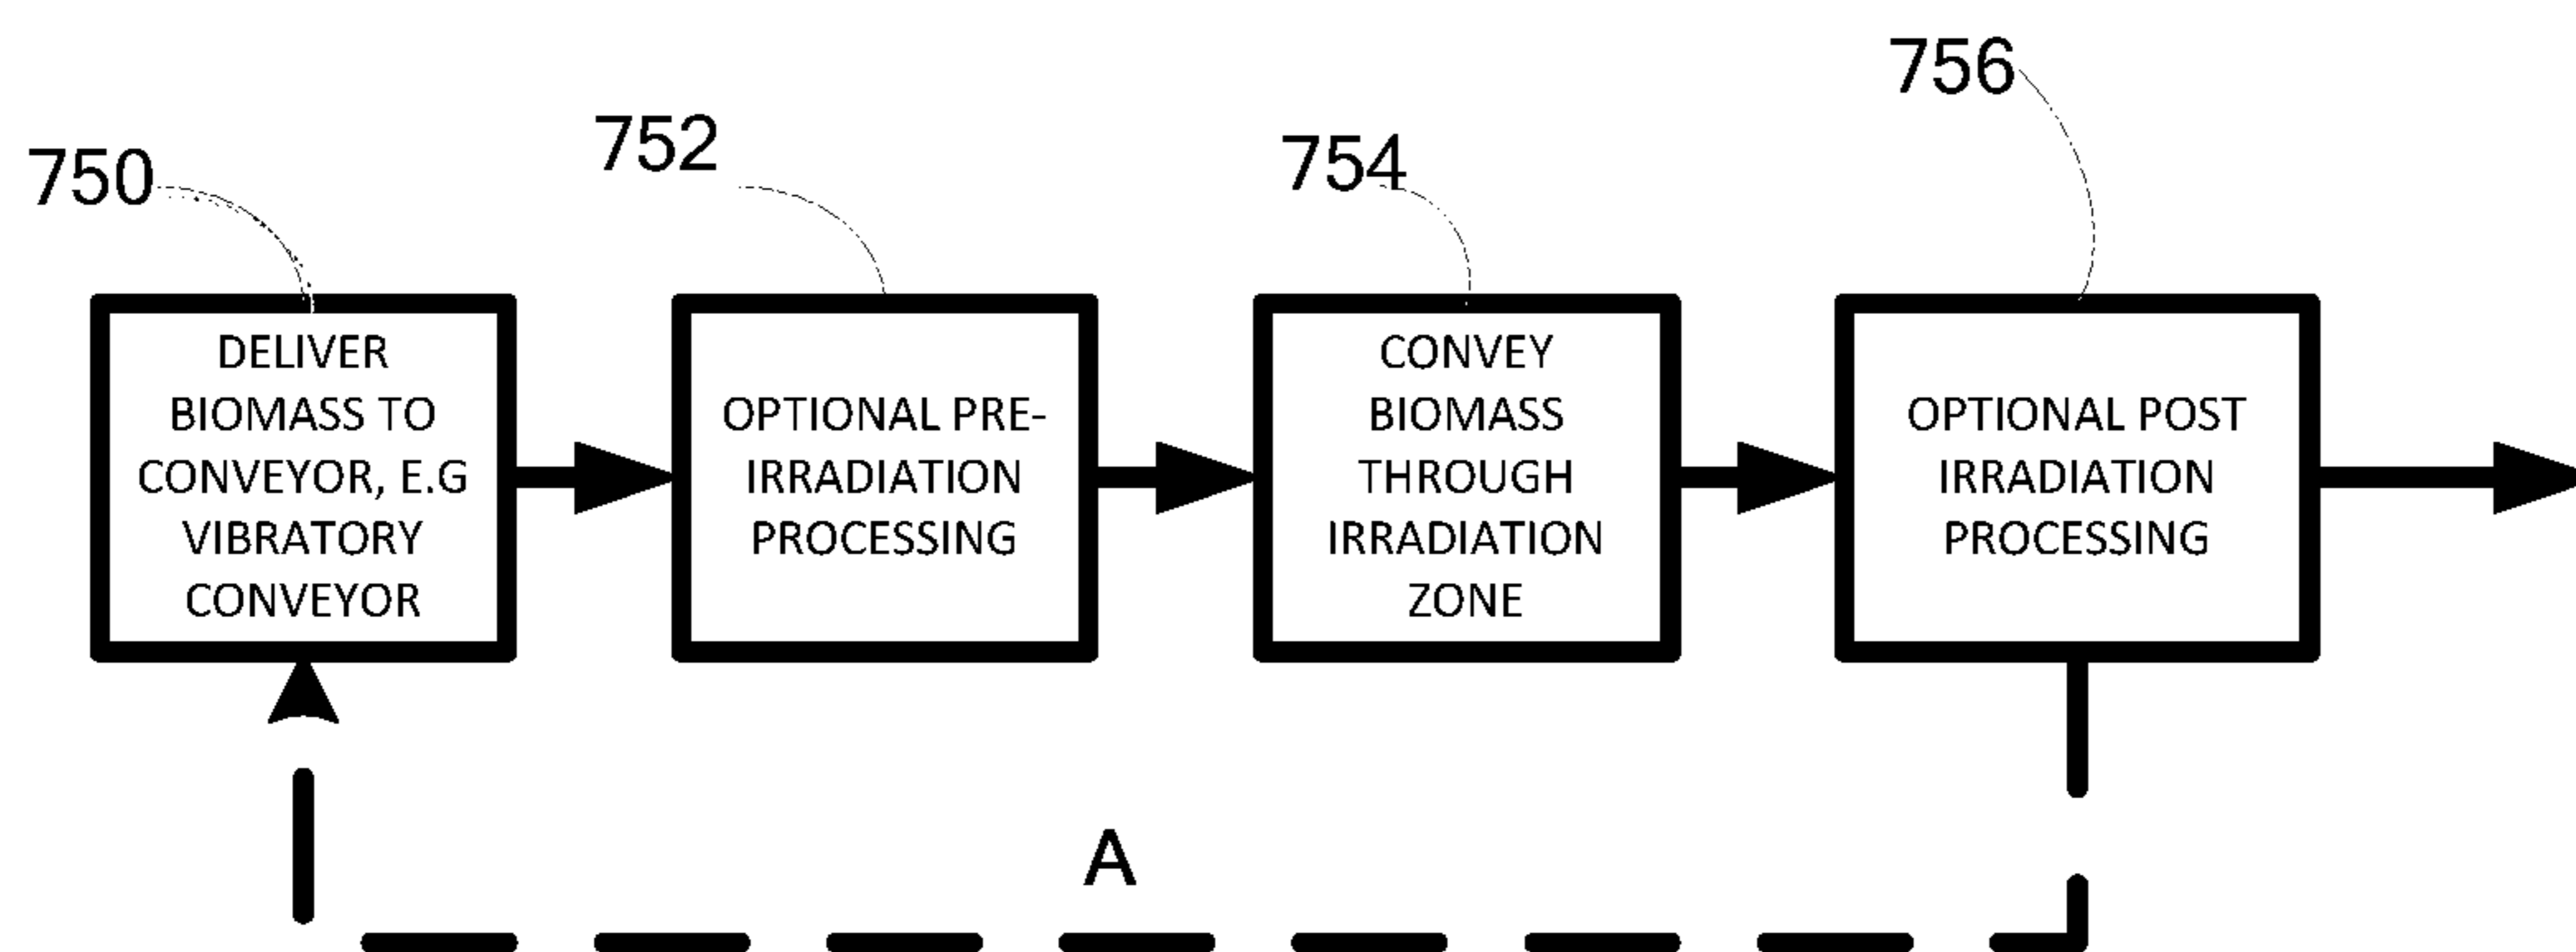 750
752
754
756
DELIVER
BIOMASS TO
CONVEYOR, E.G
VIBRATORY
CONVEYOR
OPTIONAL PRE-
IRRADIATION
PROCESSING
CONVEY
BIOMASS
THROUGH
IRRADIATION
ZONE
OPTIONAL POST
IRRADIATION
PROCESSING
A